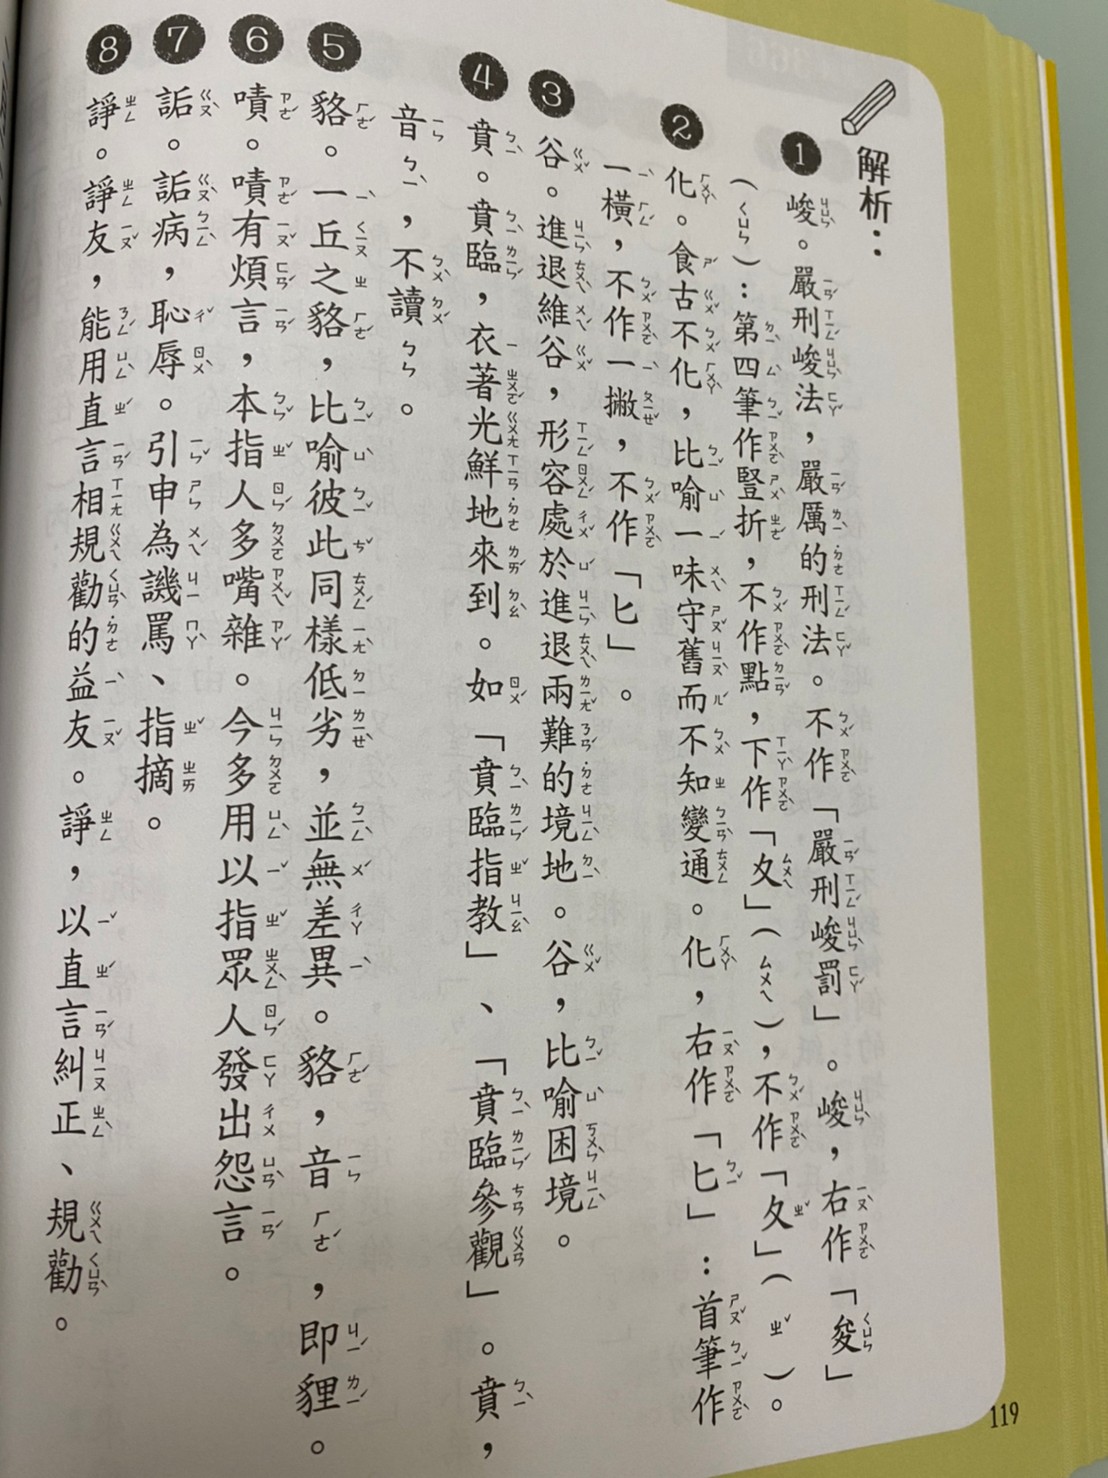 解析：
❶峻。嚴刑峻法，嚴厲的刑法。不作「嚴刑峻罰」。峻，右作「夋」
（ㄑㄩㄣ）：第四筆作豎折，不作點，下作「夊」（ㄙㄨㄟ），不作「夂」（ㄓˇ）。
❷化。食古不化，比喻一味守舊而不知變通。化，右作「匕」：首筆作
一橫，不作一撇，不作「匕」。
❸谷。進退維谷，形容處於進退兩難的境地。谷，比喻困境。
❹賁。賁臨，衣著光鮮地來到。如「賁臨指教」、「賁臨參觀」。賁，
音ㄅㄧˋ，不讀ㄅㄣ。
❺貉。一丘之貉，比喻彼此同樣低劣，並無差異。貉，音ㄏㄜˊ，即貍。
❻嘖。嘖有煩言，本指人多嘴雜。今多用以指眾人發出怨言。
❼詬。詬病，恥辱。引申為譏罵、指摘。
❽諍。諍友，能用直言相規勸的益友。諍，以直言糾正、規勸。
119